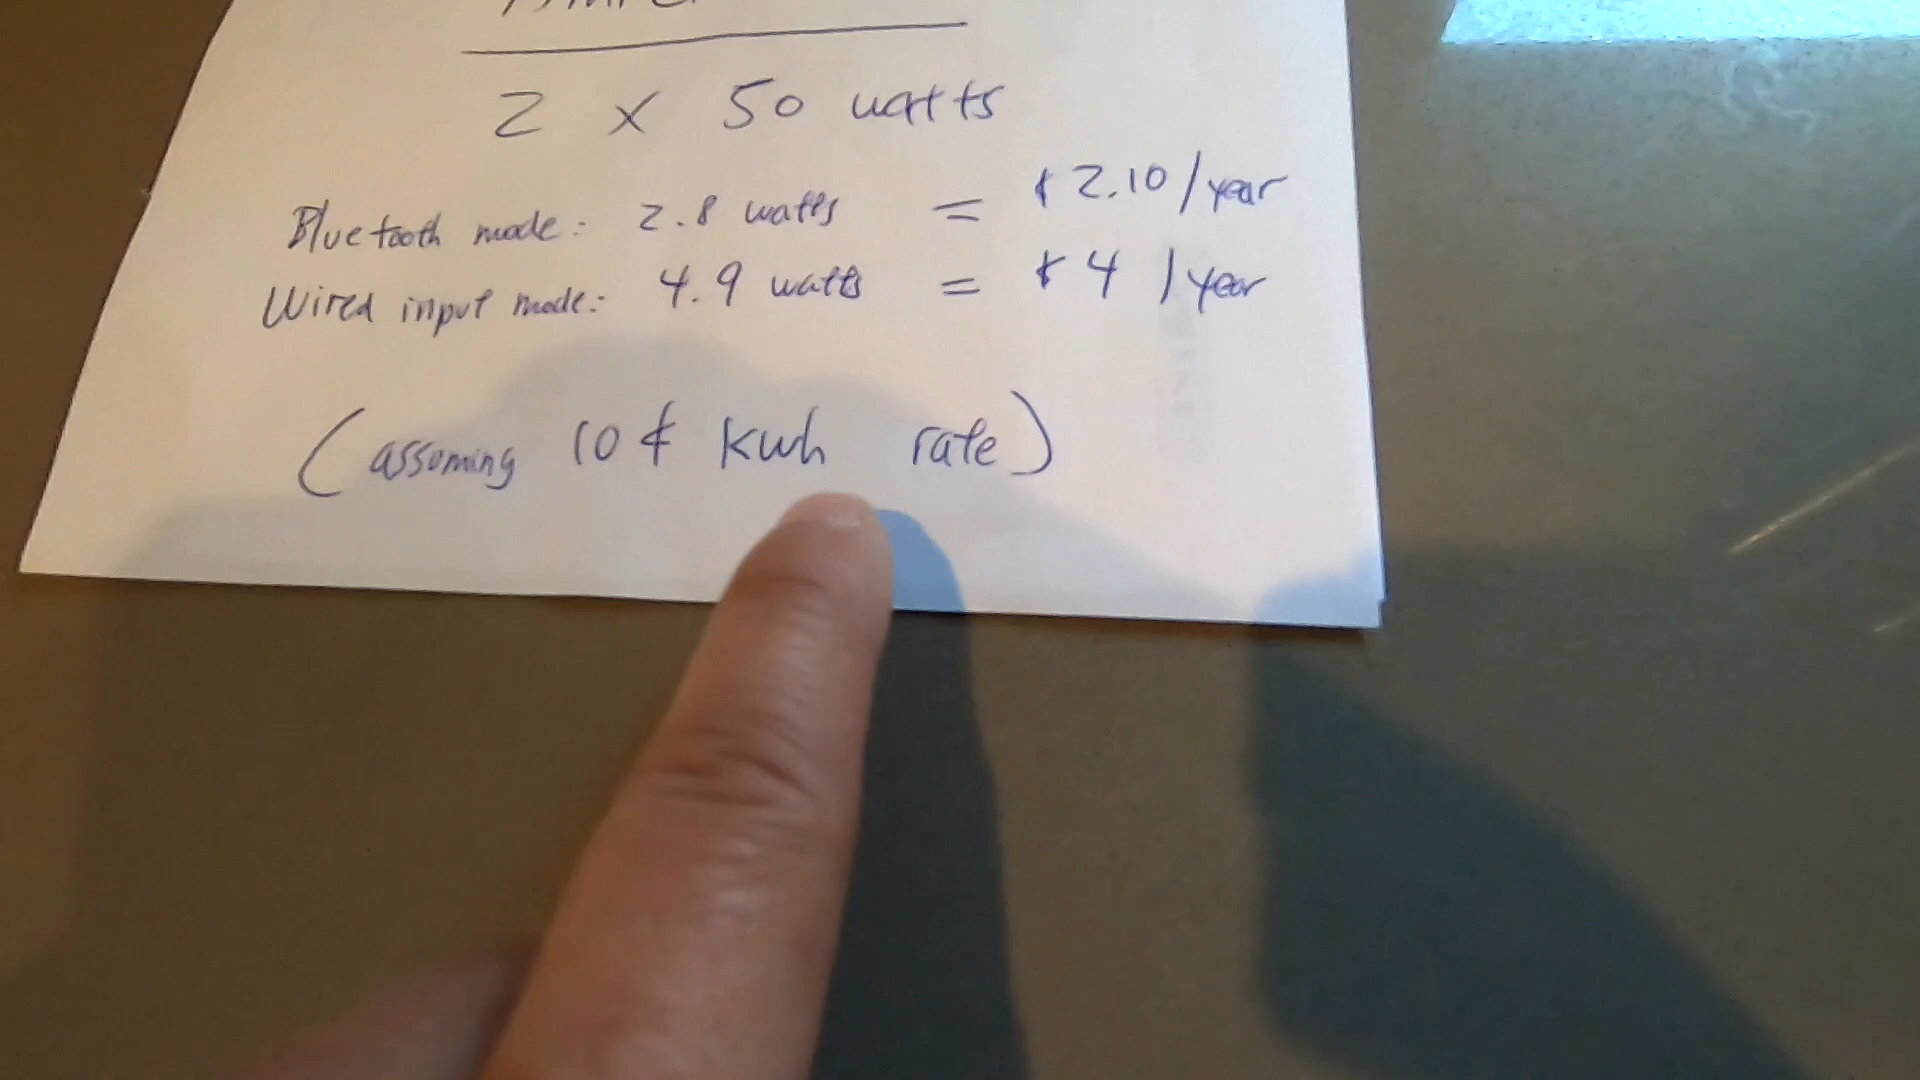 2 x 50 watts
Bluetooth mode: 2.8 watts = $2.10/year
Wired input mode: 4.9 watts = $4/year
(assuming 10¢ kwh rate)